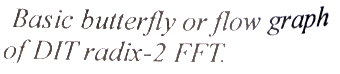 Basic butterfly or flow graph
of DIT radix-2 FFT.